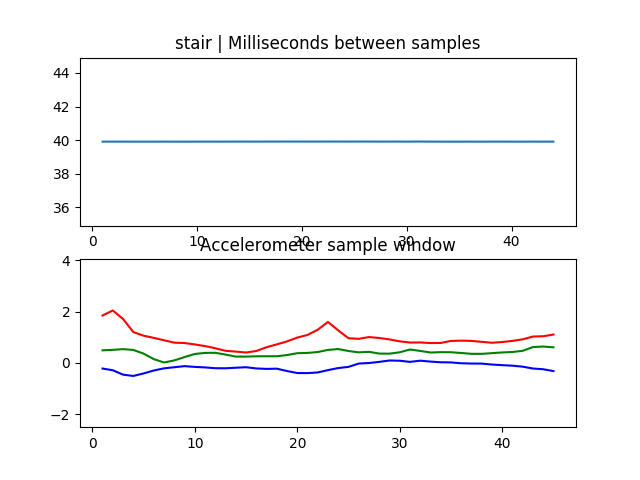 stair | Milliseconds between samples
44
42
40
38
36
0 10 20 30 40
Accelerometer sample window
4
2
0
−2
0 10 20 30 40